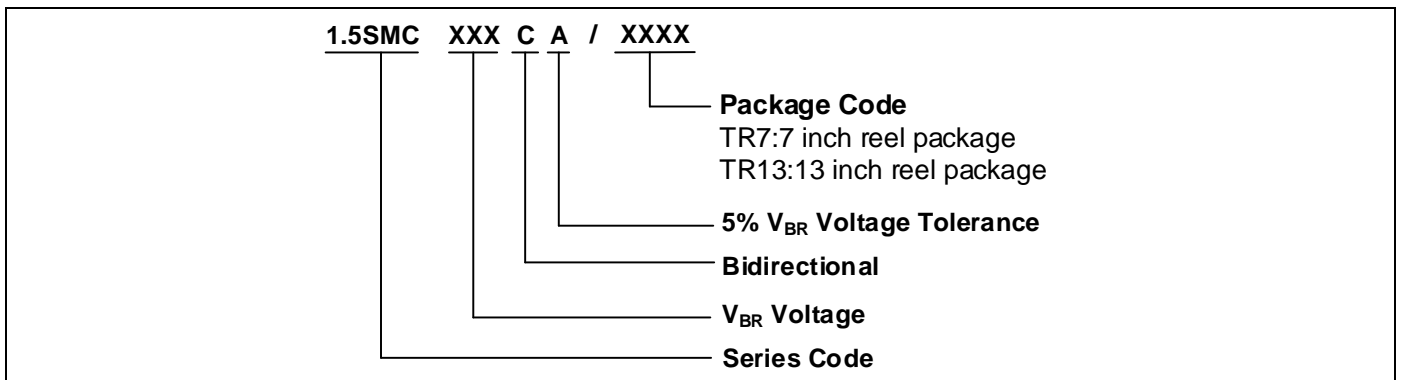 1.5SMC XXX C A / XXXX
Package Code
TR7:7 inch reel package
TR13:13 inch reel package
5% VBR Voltage Tolerance
Bidirectional
VBR Voltage
Series Code